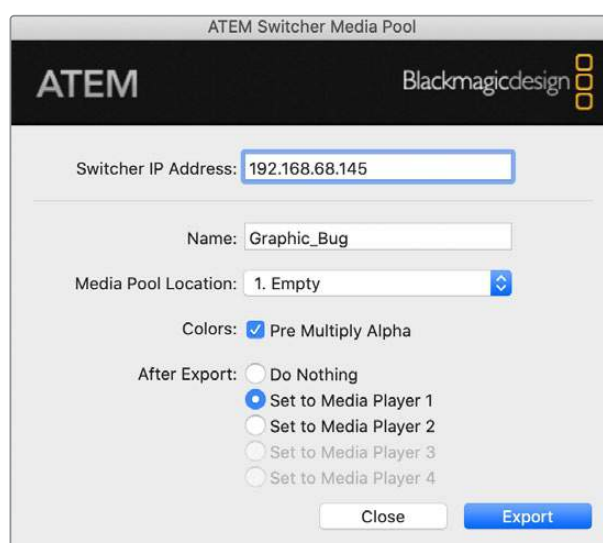 ATEM Switcher Media Pool
ATEM Blackmagicdesign
Switcher IP Address: 192.168.68.145
Name: Graphic_Bug
Media Pool Location: 1. Empty
Colors: Pre Multiply Alpha
After Export: Do Nothing
Set to Media Player 1
Set to Media Player 2
Set to Media Player 3
Set to Media Player 4
Close Export